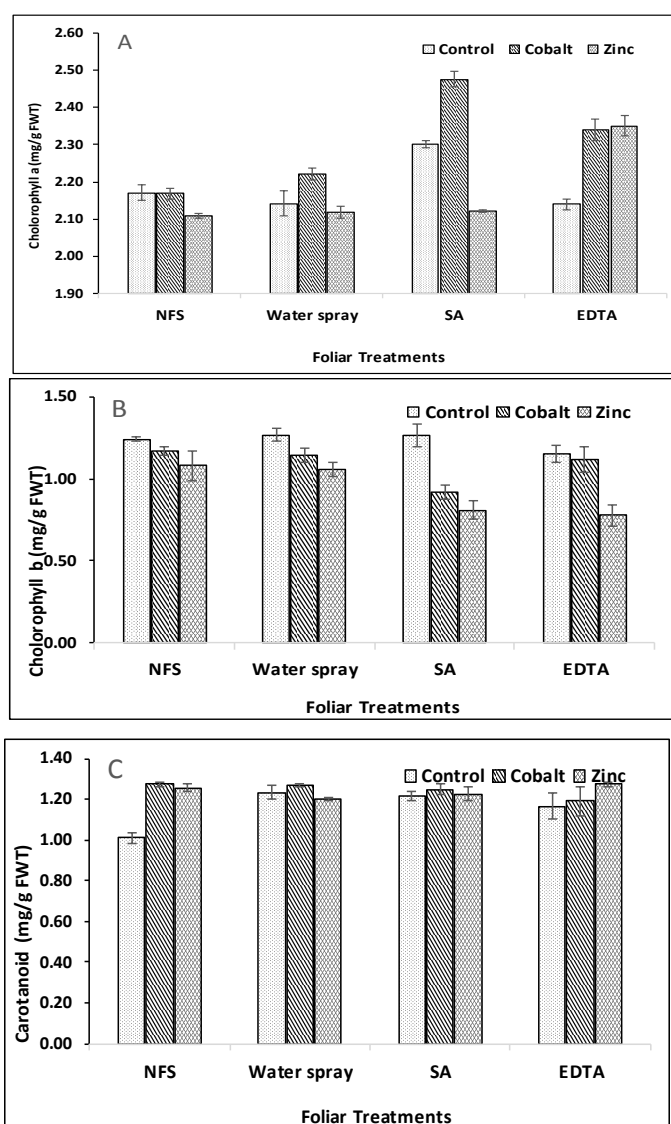 A
Control Cobalt Zinc
2.60
2.50
2.40
2.30
2.20
2.10
2.00
1.90
Cholorophyll a (mg/g FWT)
NFS Water spray SA EDTA
Foliar Treatments
B
Control Cobalt Zinc
1.50
1.00
0.50
0.00
Cholorophyll b (mg/g FWT)
NFS Water spray SA EDTA
Foliar Treatments
C
Control Cobalt Zinc
1.40
1.20
1.00
0.80
0.60
0.40
0.20
0.00
Carotanoid (mg/g FWT)
NFS Water spray SA EDTA
Foliar Treatments